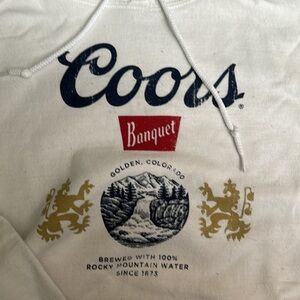 Coors®
Banquet
GOLDEN, COLORADO
BREWED WITH 100%
ROCKY MOUNTAIN WATER
SINCE 1873